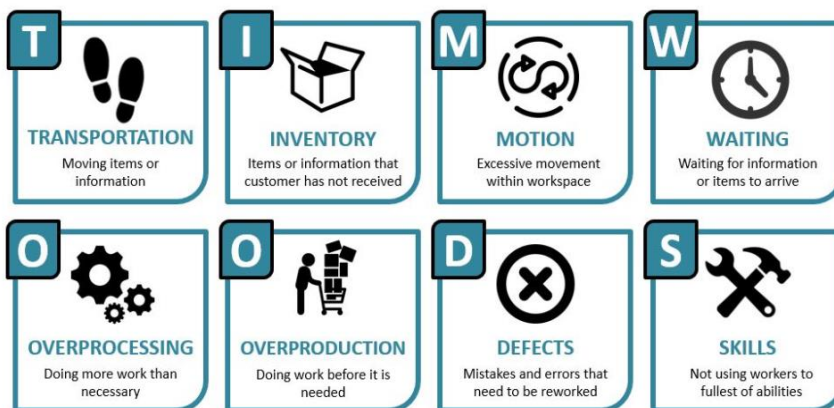 T
TRANSPORTATION
Moving items or
information
I
INVENTORY
Items or information that
customer has not received
M
MOTION
Excessive movement
within workspace
W
WAITING
Waiting for information
or items to arrive
O
OVERPROCESSING
Doing more work than
necessary
O
OVERPRODUCTION
Doing work before it is
needed
D
DEFECTS
Mistakes and errors that
need to be reworked
S
SKILLS
Not using workers to
fullest of abilities